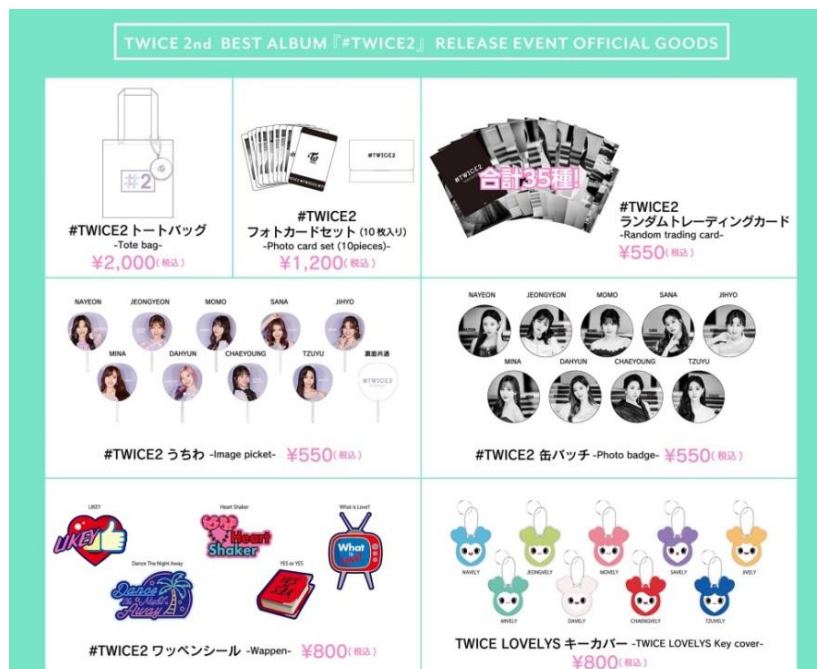 TWICE 2nd BEST ALBUM『#TWICE2』 RELEASE EVENT OFFICIAL GOODS
#2
#TWICE2 トートバッグ
-Tote bag-
¥2,000(税込)
#TWICE2
#TWICE2
フォトカードセット(10枚入り)
-Photo card set (10pieces)-
¥1,200(税込)
#TWICE2
合計35種!
#TWICE2
ランダムトレーディングカード
-Random trading card-
¥550(税込)
NAYEON JEONGYEON MOMO SANA JIHYO
MINA DAHYUN CHAEYOUNG TZUYU 裏面共通
#TWICE2
#TWICE2 うちわ -Image picket- ¥550(税込)
NAYEON JEONGYEON MOMO SANA JIHYO
MINA DAHYUN CHAEYOUNG TZUYU
#TWICE2 缶バッチ -Photo badge- ¥550(税込)
LIKEY Heart Shaker What is Love?
LIKEY
Heart
Shaker
What
is
Dance The Night Away YES or YES
Dance
The Night
Away
YES
#TWICE2 ワッペンシール -Wappen- ¥800(税込)
NAVELY JEONGVELY MOVELY SAVELY JIVELY
MIVELY DAVELY CHAENGVELY TZUVELY
TWICE LOVELYS キーカバー -TWICE LOVELYS Key cover-
¥800(税込)